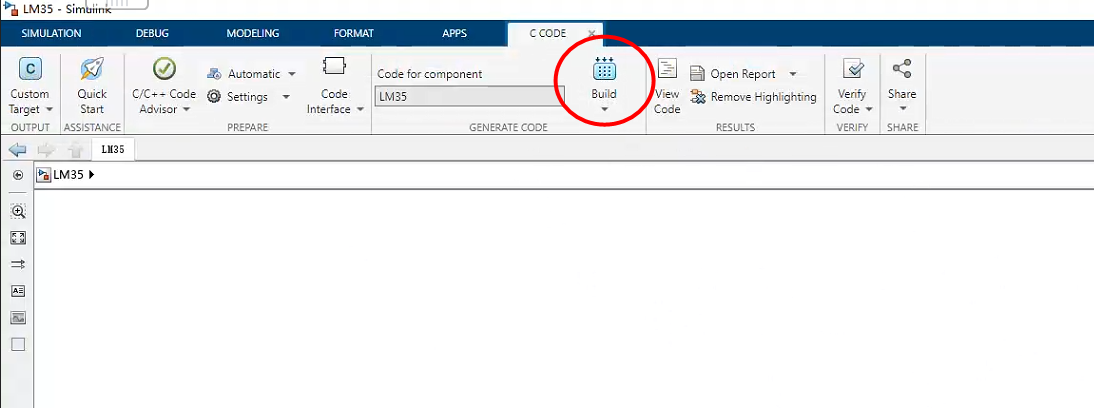 LM35 - Simulink
SIMULATION DEBUG MODELING FORMAT APPS C CODE
C Custom Target
Quick Start
C/C++ Code Advisor
Automatic
Settings
Code Interface
Code for component
LM35
Build
View Code
Open Report
Remove Highlighting
Verify Code
Share
OUTPUT ASSISTANCE PREPARE GENERATE CODE RESULTS VERIFY SHARE
LM35
LM35